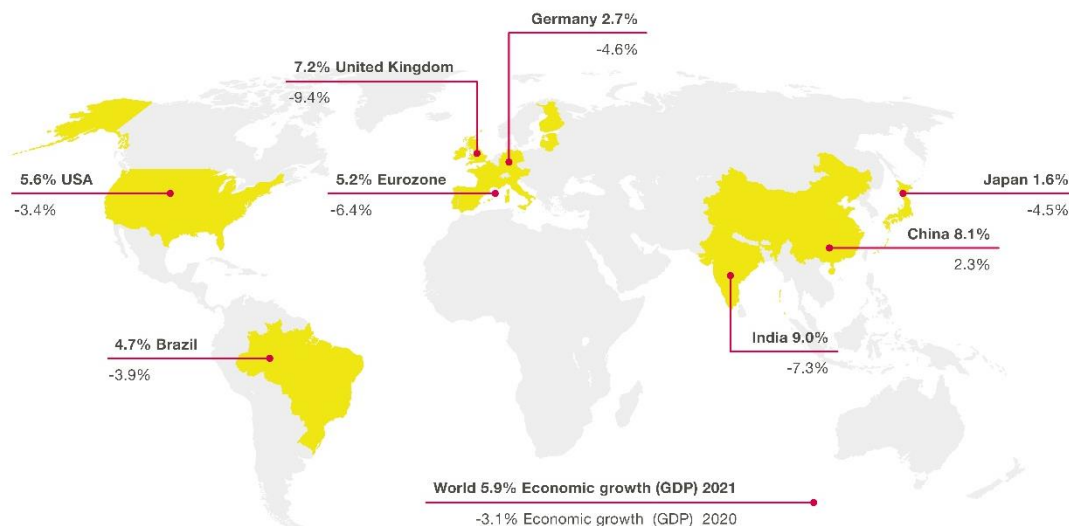 Germany 2.7%
-4.6%
7.2% United Kingdom
-9.4%
5.6% USA
-3.4%
5.2% Eurozone
-6.4%
Japan 1.6%
-4.5%
China 8.1%
2.3%
India 9.0%
-7.3%
4.7% Brazil
-3.9%
World 5.9% Economic growth (GDP) 2021
-3.1% Economic growth (GDP) 2020